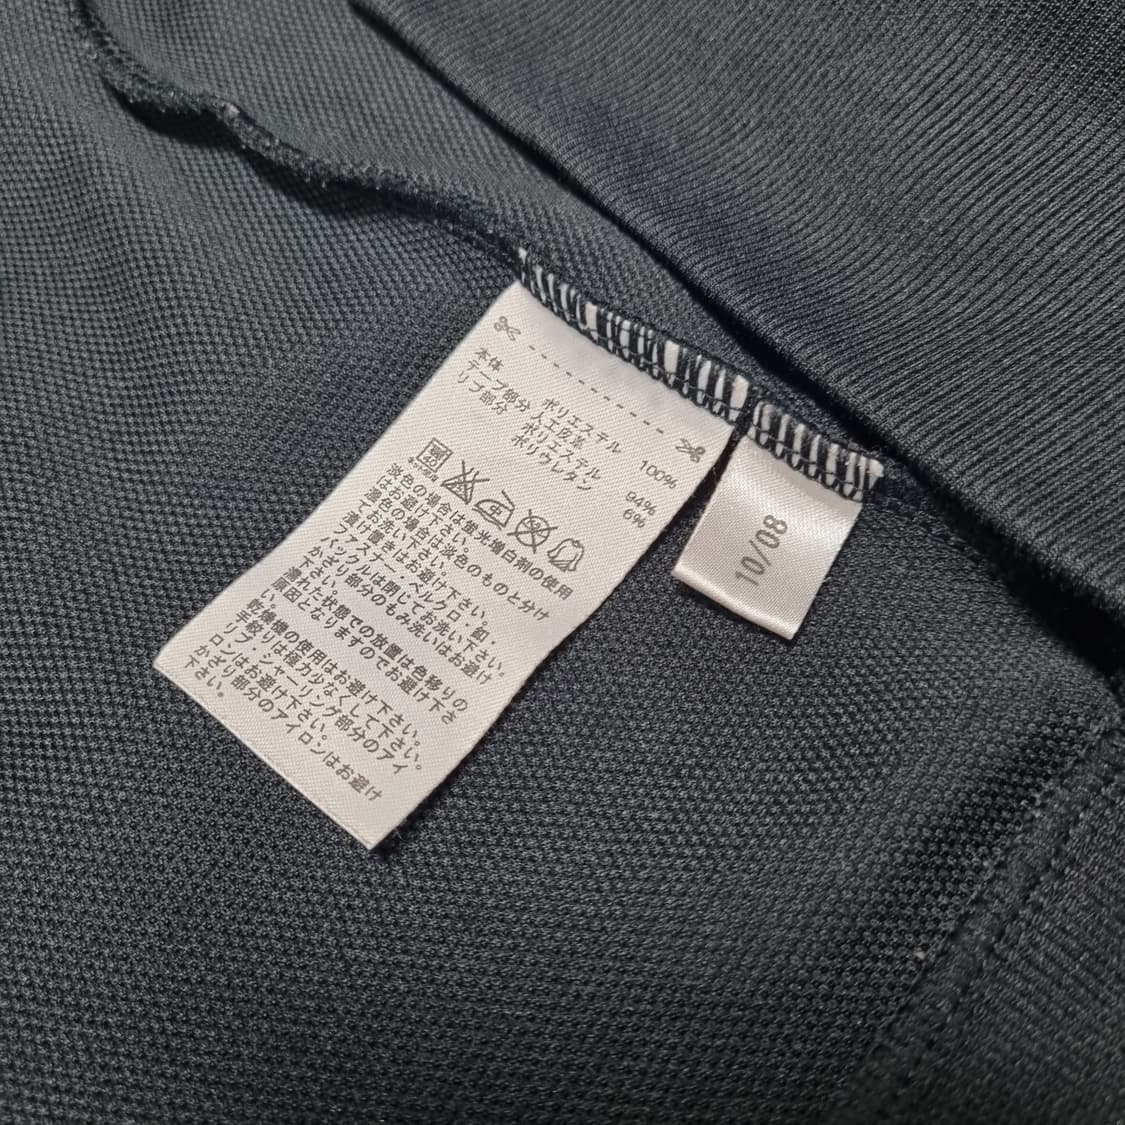 本体 ポリエステル 100%
テープ部分 人工皮革
リブ部分 ポリエステル 94%
ポリウレタン 6%
淡色の場合は蛍光増白剤の使用
はお避け下さい。
濃色の場合は淡色のものと分け
てお洗い下さい。
漬け置きはお避け下さい。
ファスナー・ベルクロ・釦・
バックルは閉じてお洗い下さい。
かざり部分のもみ洗いはお避け
下さい。
濡れた状態での放置は色移りの
原因となりますのでお避け下さ
い。
乾燥機の使用はお避け下さい。
手絞りは極力少なくして下さい。
リブ・シャーリング部分のアイ
ロンはお避け下さい。
かざり部分のアイロンはお避け
下さい。
10/08